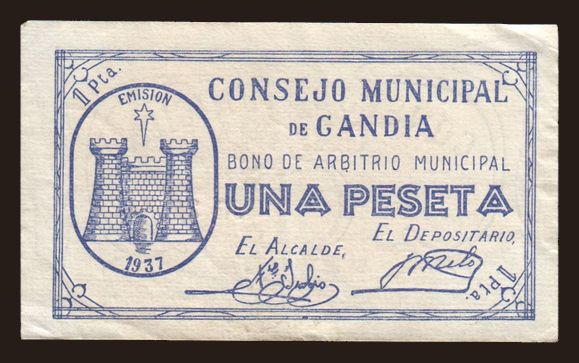 1 Pta.
EMISION
1937
CONSEJO MUNICIPAL
DE GANDIA
BONO DE ARBITRIO MUNICIPAL
UNA PESETA
EL ALCALDE,
EL DEPOSITARIO,
1 Pta.